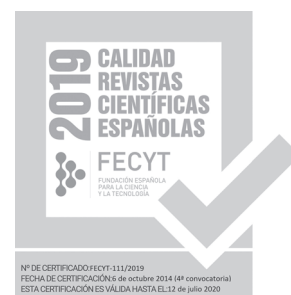 2019
CALIDAD
REVISTAS
CIENTÍFICAS
ESPAÑOLAS
FECYT
FUNDACIÓN ESPAÑOLA
PARA LA CIENCIA
Y LA TECNOLOGÍA
Nº DE CERTIFICADO:FECYT-111/2019
FECHA DE CERTIFICACIÓN:6 de octubre 2014 (4ª convocatoria)
ESTA CERTIFICACIÓN ES VÁLIDA HASTA EL:12 de julio 2020